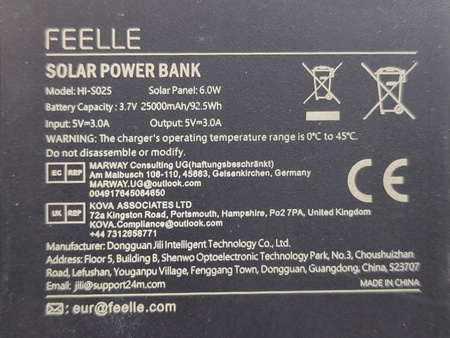 FEELLE
SOLAR POWER BANK
Model: HI-S025 Solar Panel: 6.0W
Battery Capacity : 3.7V 25000mAh/92.5Wh
Input: 5V=3.0A Output: 5V=3.0A
WARNING: The charger's operating temperature range is 0℃ to 45℃.
Do not disassemble or modify.
EC REP MARWAY Consulting UG(haftungsbeschränkt)
Am Maibusch 108-110, 45883, Gelsenkirchen, Germany
MARWAY.UG@outlook.com
004917645084650
UK REP KOVA ASSOCIATES LTD
72a Kingston Road, Portsmouth, Hampshire, Po2 7PA, United Kingdom
KOVA.Compliance@outlook.com
+44 7312858771
CE
Manufacturer: Dongguan Jili Intelligent Technology Co., Ltd.
Address: Floor 5, Building B, Shenwo Optoelectronic Technology Park, No.3, Choushuizhan
Road, Lefushan, Youganpu Village, Fenggang Town, Dongguan, Guangdong, China, 523707
Email: jili@support24m.com MADE IN CHINA
: eur@feelle.com